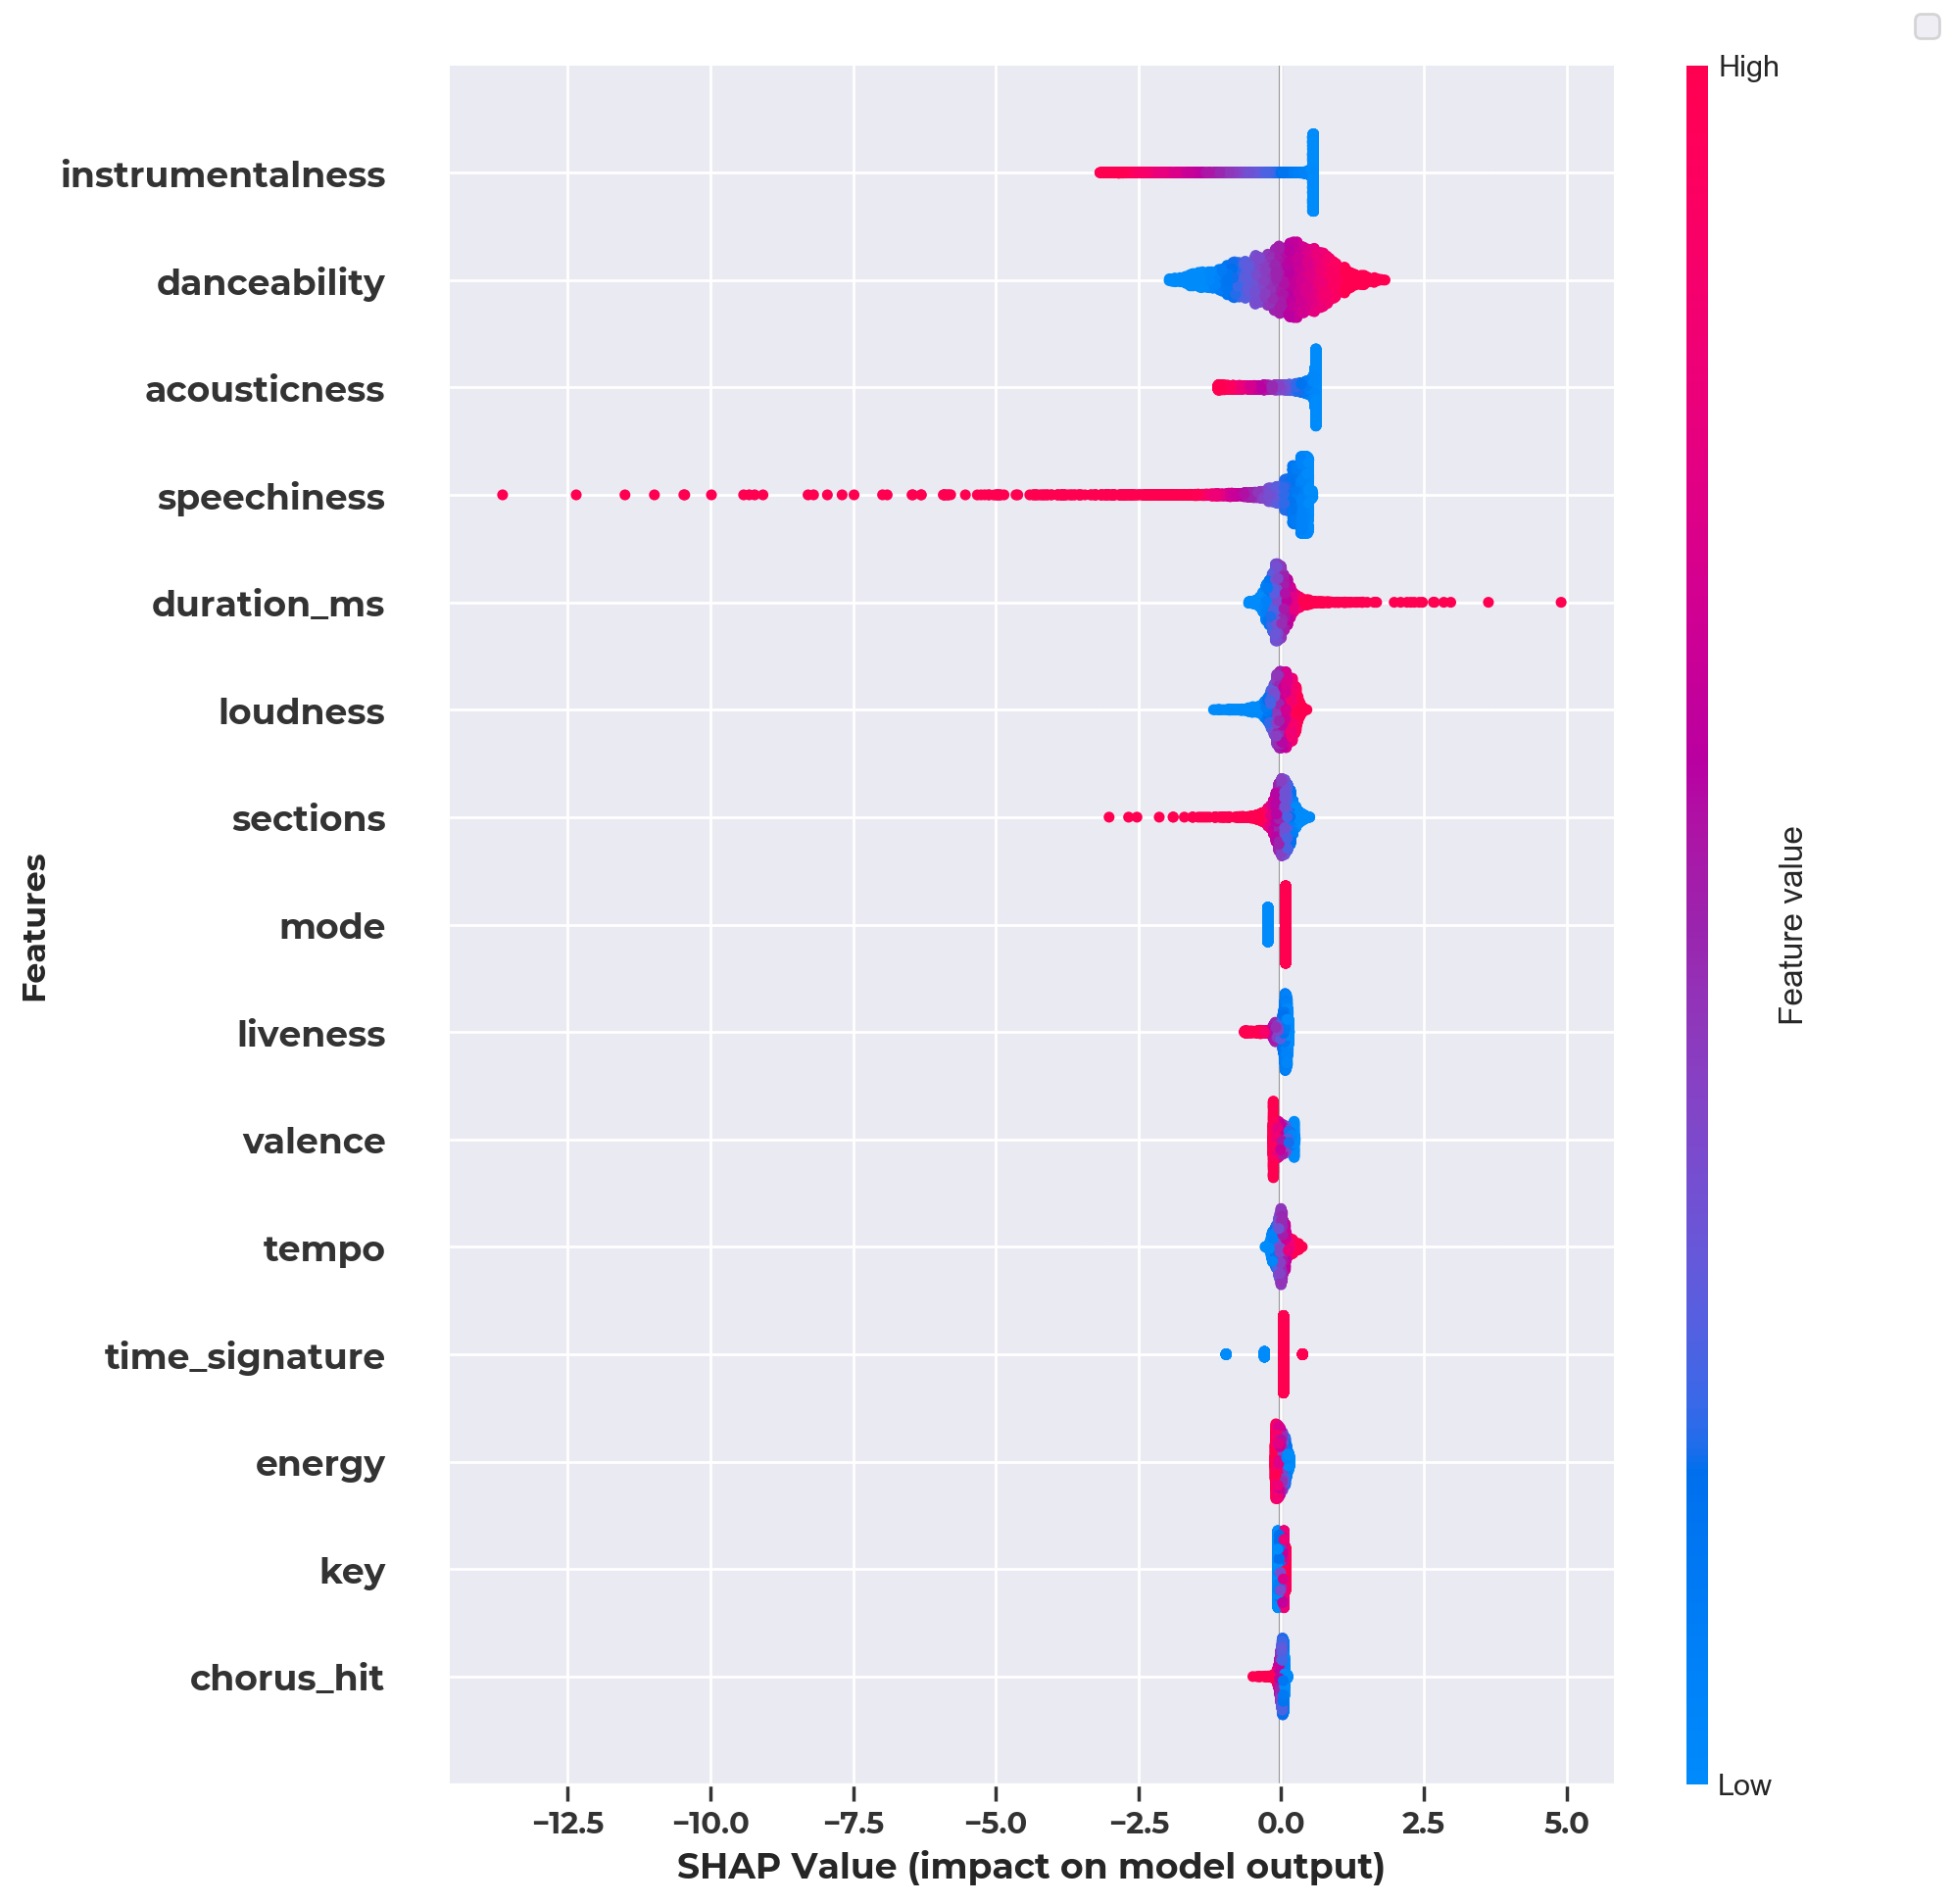 High
instrumentalness
danceability
acousticness
speechiness
duration_ms
loudness
sections
mode
liveness
valence
tempo
time_signature
energy
key
chorus_hit
Features
Feature value
Low
−12.5 −10.0 −7.5 −5.0 −2.5 0.0 2.5 5.0
SHAP Value (impact on model output)